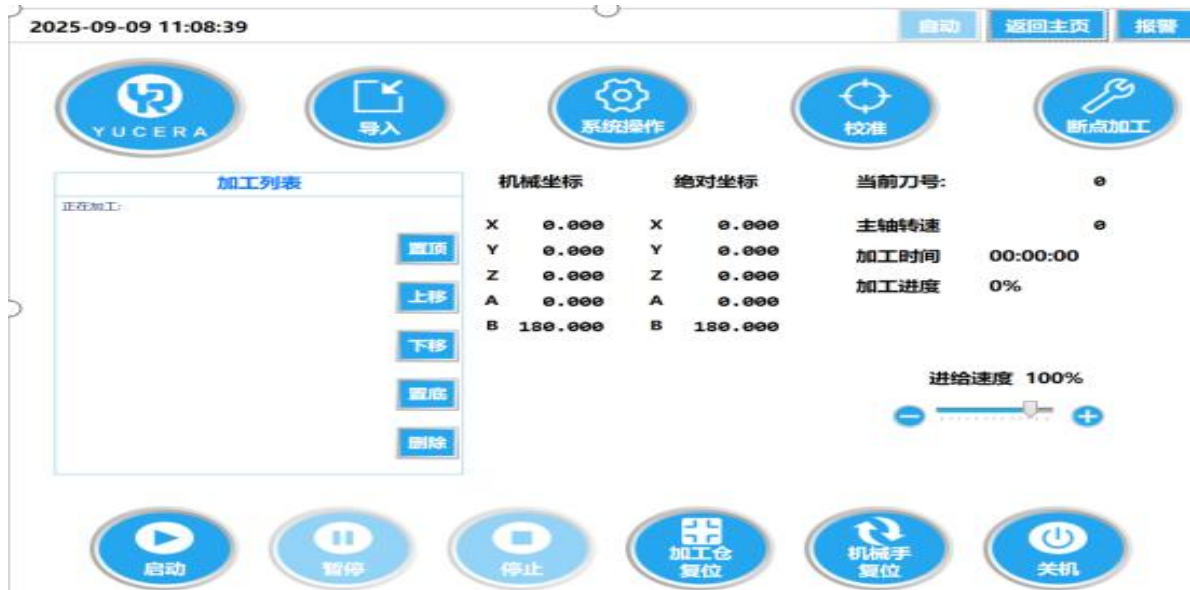 2025-09-09 11:08:39 自动 返回主页 报警
YUCERA 导入 系统操作 校准 断点加工
加工列表 机械坐标 绝对坐标 当前刀号: 0
正在加工:
X 0.000 X 0.000 主轴转速 0
置顶 Y 0.000 Y 0.000 加工时间 00:00:00
Z 0.000 Z 0.000 加工进度 0%
上移 A 0.000 A 0.000
B 180.000 B 180.000
下移
进给速度 100%
置底
删除
启动 暂停 停止 加工仓 机械手 关机
复位 复位